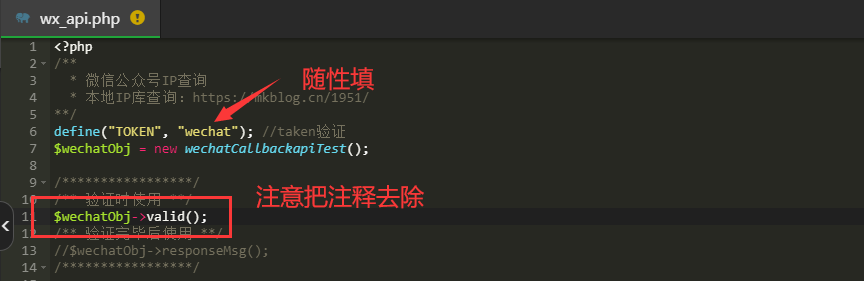 wx_api.php
1 <?php
2 /**
3 * 微信公众号IP查询
随性填
4 * 本地IP库查询：https://mkblog.cn/1951/
5 **/
6 define("TOKEN", "wechat"); //taken验证
7 $wechatObj = new wechatCallbackapiTest();
8
9 /*****************/
注意把注释去除
10 /** 验证时使用 **/
11 $wechatObj->valid();
12 /** 验证完毕后使用 **/
13 //$wechatObj->responseMsg();
14 /*****************/